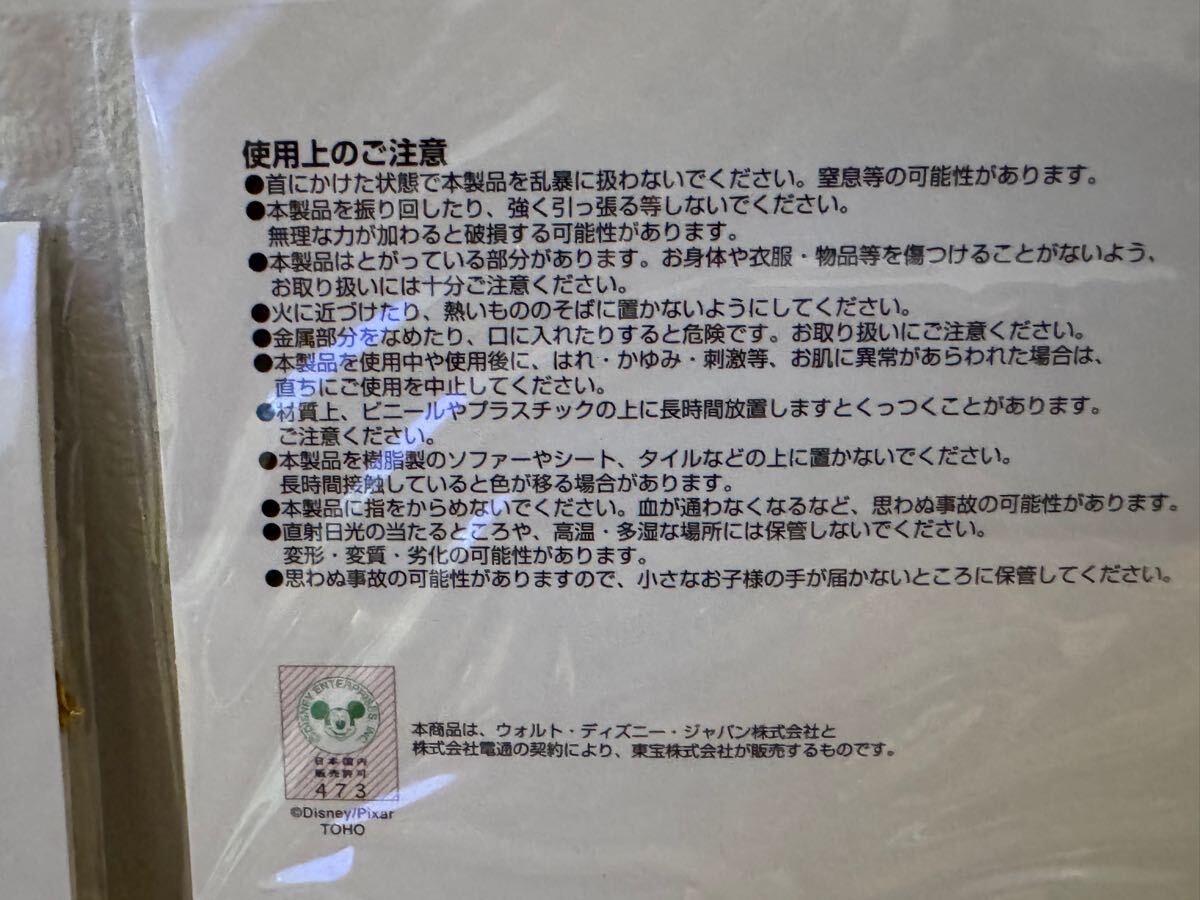 使用上のご注意
●首にかけた状態で本製品を乱暴に扱わないでください。窒息等の可能性があります。
●本製品を振り回したり、強く引っ張る等しないでください。
無理な力が加わると破損する可能性があります。
●本製品はとがっている部分があります。お身体や衣服・物品等を傷つけることがないよう、
お取り扱いには十分ご注意ください。
●火に近づけたり、熱いもののそばに置かないようにしてください。
●金属部分をなめたり、口に入れたりすると危険です。お取り扱いにご注意ください。
●本製品を使用中や使用後に、はれ・かゆみ・刺激等、お肌に異常があらわれた場合は、
直ちにご使用を中止してください。
●材質上、ビニールやプラスチックの上に長時間放置しますとくっつくことがあります。
ご注意ください。
●本製品を樹脂製のソファーやシート、タイルなどの上に置かないでください。
長時間接触していると色が移る場合があります。
●本製品に指をからめないでください。血が通わなくなるなど、思わぬ事故の可能性があります。
●直射日光の当たるところや、高温・多湿な場所には保管しないでください。
変形・変質・劣化の可能性があります。
●思わぬ事故の可能性がありますので、小さなお子様の手が届かないところに保管してください。
©DISNEY ENTERPRISES, INC.
日本国内
販売許可
473
©Disney/Pixar
TOHO
本商品は、ウォルト・ディズニー・ジャパン株式会社と
株式会社電通の契約により、東宝株式会社が販売するものです。